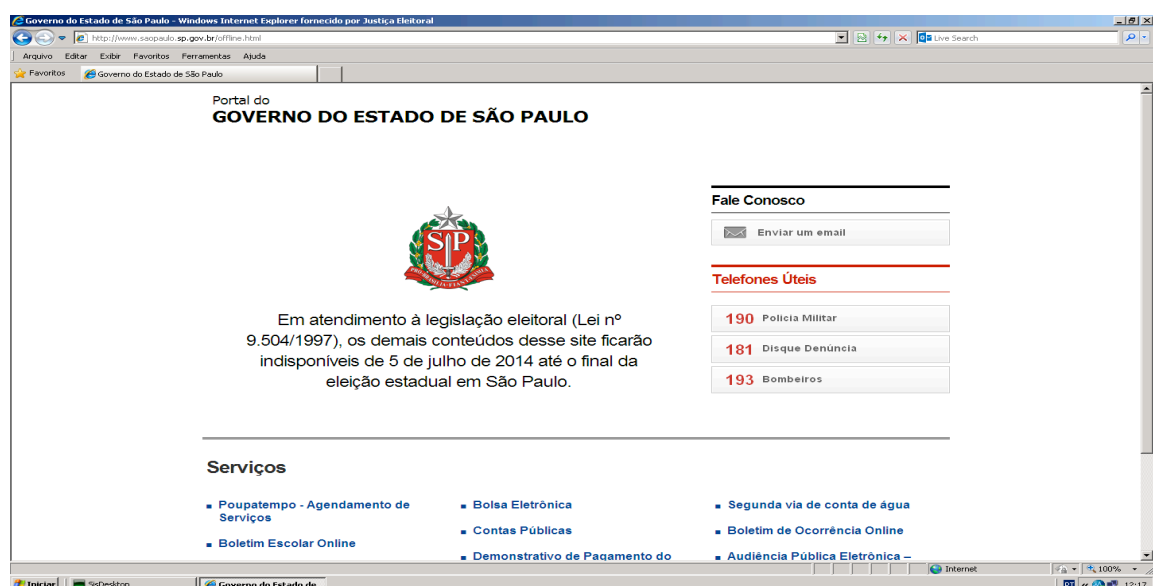 Governo do Estado de São Paulo - Windows Internet Explorer fornecido por Justiça Eleitoral
http://www.saopaulo.sp.gov.br/offline.html
Live Search
Arquivo Editar Exibir Favoritos Ferramentas Ajuda
Favoritos Governo do Estado de São Paulo
Portal do
GOVERNO DO ESTADO DE SÃO PAULO
SP
Em atendimento à legislação eleitoral (Lei nº
9.504/1997), os demais conteúdos desse site ficarão
indisponíveis de 5 de julho de 2014 até o final da
eleição estadual em São Paulo.
Fale Conosco
Enviar um email
Telefones Úteis
190 Policia Militar
181 Disque Denúncia
193 Bombeiros
Serviços
Poupatempo - Agendamento de
Serviços
Boletim Escolar Online
Bolsa Eletrônica
Contas Públicas
Demonstrativo de Pagamento do
Segunda via de conta de água
Boletim de Ocorrência Online
Audiência Pública Eletrônica –
Internet 100%
Iniciar SisDesktop Governo do Estado de ... PT 12:17